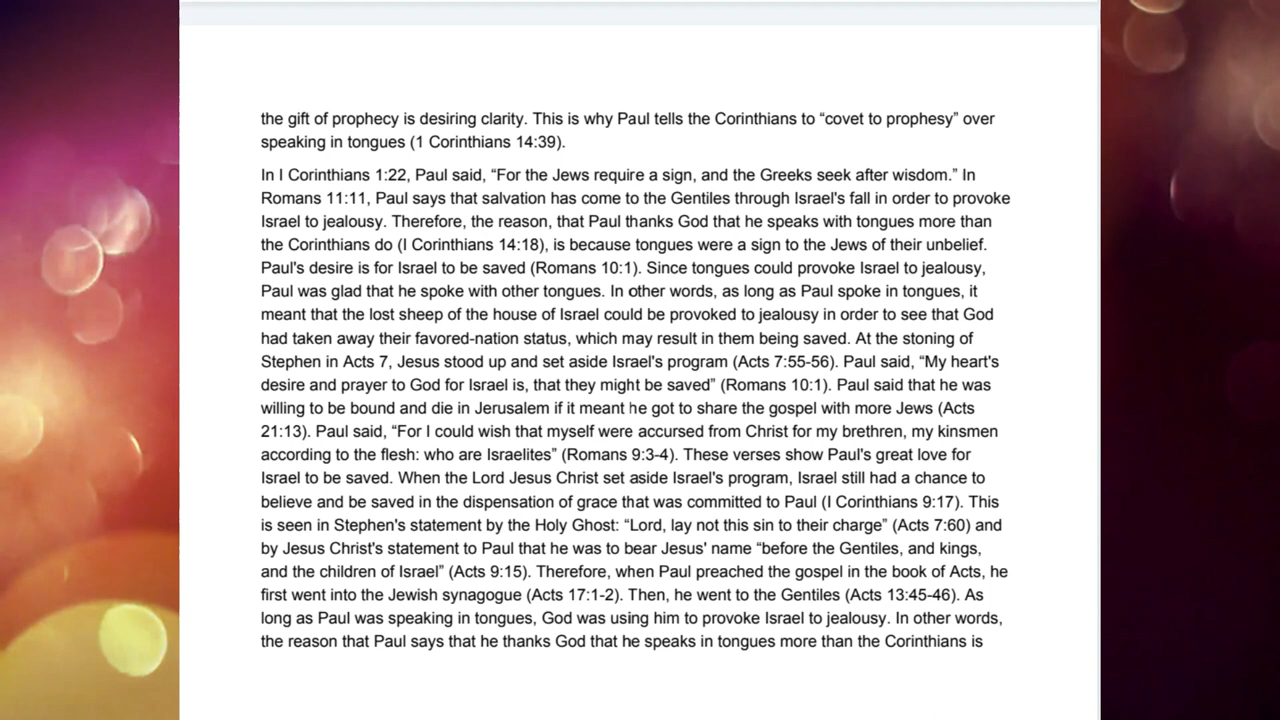 the gift of prophecy is desiring clarity. This is why Paul tells the Corinthians to “covet to prophesy” over
speaking in tongues (1 Corinthians 14:39).
In I Corinthians 1:22, Paul said, “For the Jews require a sign, and the Greeks seek after wisdom.” In
Romans 11:11, Paul says that salvation has come to the Gentiles through Israel's fall in order to provoke
Israel to jealousy. Therefore, the reason, that Paul thanks God that he speaks with tongues more than
the Corinthians do (I Corinthians 14:18), is because tongues were a sign to the Jews of their unbelief.
Paul's desire is for Israel to be saved (Romans 10:1). Since tongues could provoke Israel to jealousy,
Paul was glad that he spoke with other tongues. In other words, as long as Paul spoke in tongues, it
meant that the lost sheep of the house of Israel could be provoked to jealousy in order to see that God
had taken away their favored-nation status, which may result in them being saved. At the stoning of
Stephen in Acts 7, Jesus stood up and set aside Israel's program (Acts 7:55-56). Paul said, “My heart's
desire and prayer to God for Israel is, that they might be saved” (Romans 10:1). Paul said that he was
willing to be bound and die in Jerusalem if it meant he got to share the gospel with more Jews (Acts
21:13). Paul said, “For I could wish that myself were accursed from Christ for my brethren, my kinsmen
according to the flesh: who are Israelites” (Romans 9:3-4). These verses show Paul's great love for
Israel to be saved. When the Lord Jesus Christ set aside Israel's program, Israel still had a chance to
believe and be saved in the dispensation of grace that was committed to Paul (I Corinthians 9:17). This
is seen in Stephen's statement by the Holy Ghost: “Lord, lay not this sin to their charge” (Acts 7:60) and
by Jesus Christ's statement to Paul that he was to bear Jesus' name “before the Gentiles, and kings,
and the children of Israel” (Acts 9:15). Therefore, when Paul preached the gospel in the book of Acts, he
first went into the Jewish synagogue (Acts 17:1-2). Then, he went to the Gentiles (Acts 13:45-46). As
long as Paul was speaking in tongues, God was using him to provoke Israel to jealousy. In other words,
the reason that Paul says that he thanks God that he speaks in tongues more than the Corinthians is